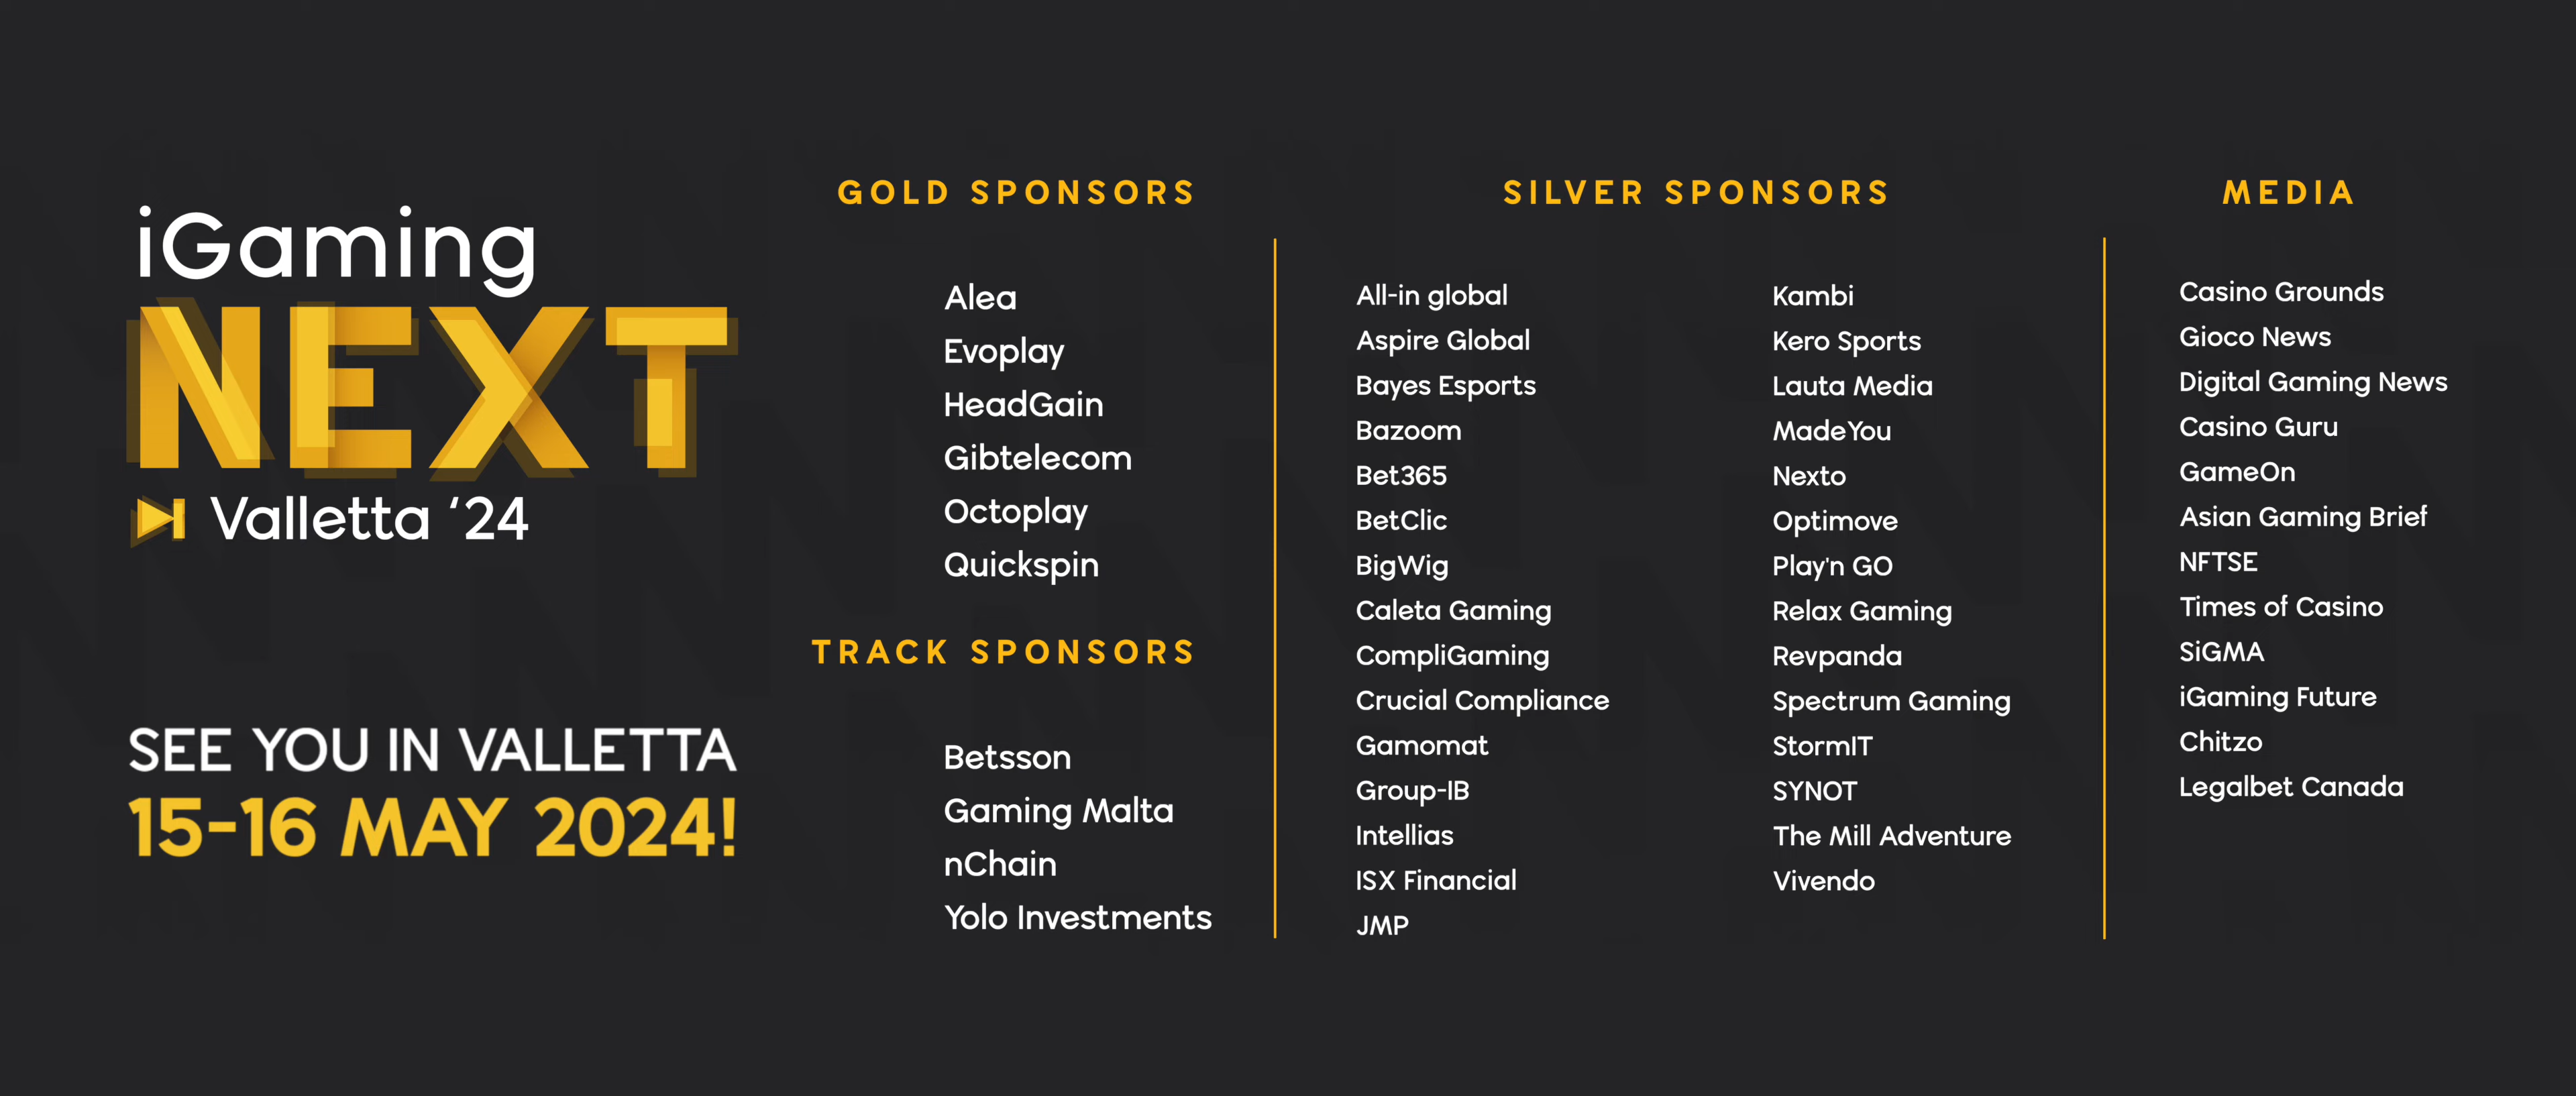 iGaming
NEXT
Valletta ‘24
SEE YOU IN VALLETTA
15-16 MAY 2024!
GOLD SPONSORS
Alea
Evoplay
HeadGain
Gibtelecom
Octoplay
Quickspin
TRACK SPONSORS
Betsson
Gaming Malta
nChain
Yolo Investments
SILVER SPONSORS
All-in global
Aspire Global
Bayes Esports
Bazoom
Bet365
BetClic
BigWig
Caleta Gaming
CompliGaming
Crucial Compliance
Gamomat
Group-IB
Intellias
ISX Financial
JMP
Kambi
Kero Sports
Lauta Media
MadeYou
Nexto
Optimove
Play'n GO
Relax Gaming
Revpanda
Spectrum Gaming
StormIT
SYNOT
The Mill Adventure
Vivendo
MEDIA
Casino Grounds
Gioco News
Digital Gaming News
Casino Guru
GameOn
Asian Gaming Brief
NFTSE
Times of Casino
SiGMA
iGaming Future
Chitzo
Legalbet Canada